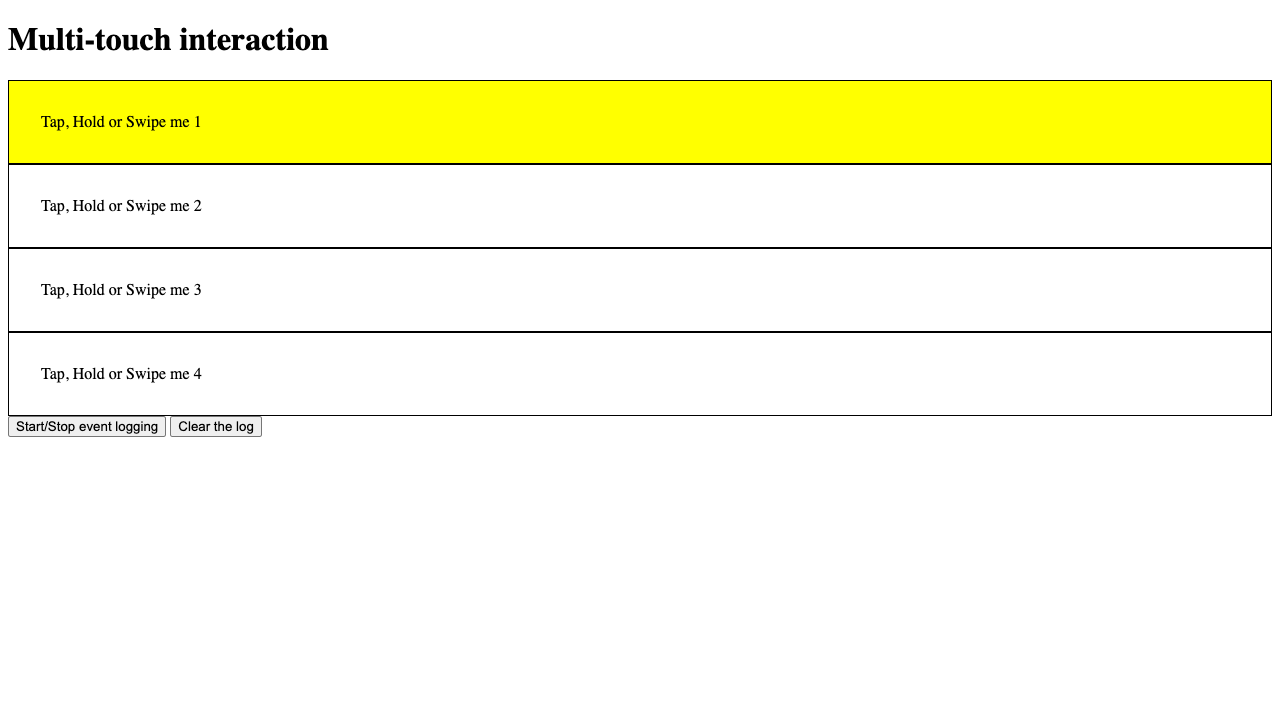 Multi-touch interaction
Tap, Hold or Swipe me 1
Tap, Hold or Swipe me 2
Tap, Hold or Swipe me 3
Tap, Hold or Swipe me 4
Start/Stop event logging Clear the log